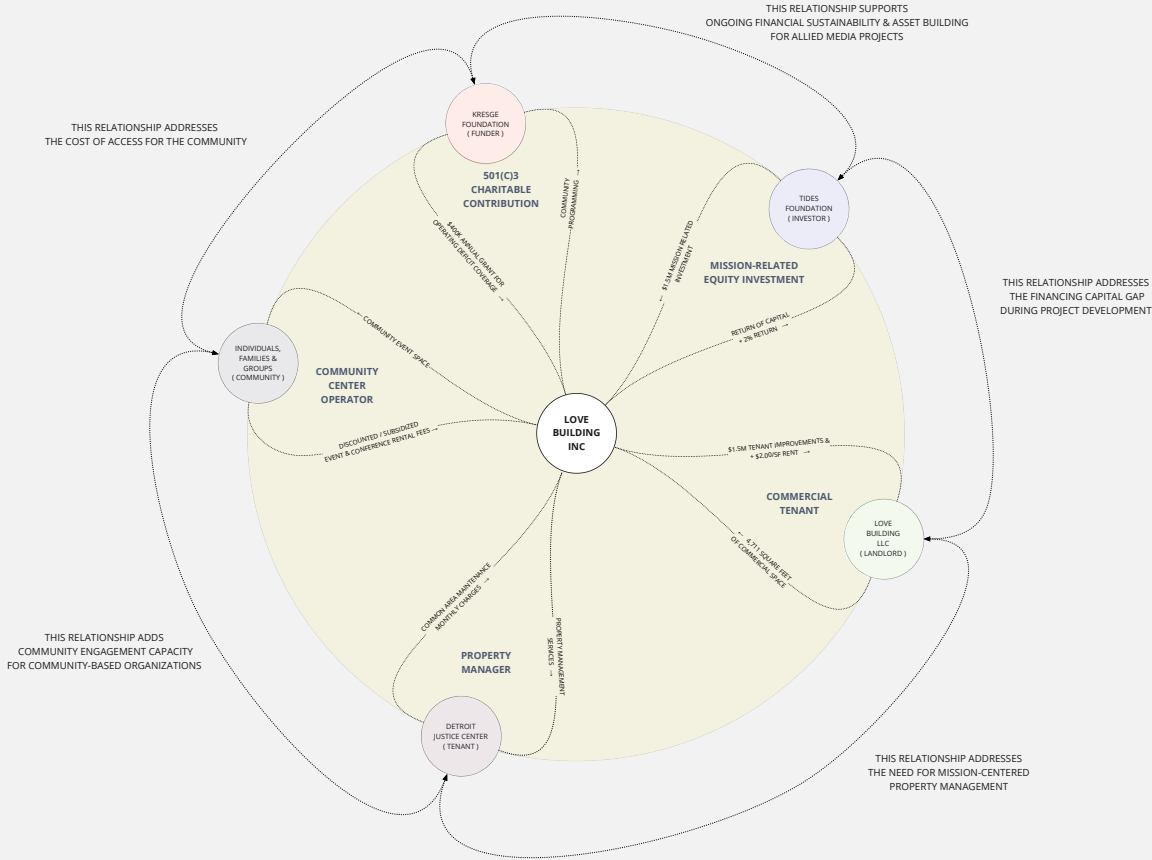 THIS RELATIONSHIP SUPPORTS
ONGOING FINANCIAL SUSTAINABILITY & ASSET BUILDING
FOR ALLIED MEDIA PROJECTS
THIS RELATIONSHIP ADDRESSES
THE COST OF ACCESS FOR THE COMMUNITY
KRESGE
FOUNDATION
( FUNDER )
501(C)3
CHARITABLE
CONTRIBUTION
COMMUNITY
PROGRAMMING →
$400K ANNUAL GRANT FOR
OPERATING DEFICIT COVERAGE →
TIDES
FOUNDATION
( INVESTOR )
← $1.5M MISSION RELATED
INVESTMENT
MISSION-RELATED
EQUITY INVESTMENT
RETURN OF CAPITAL
+ 2% RETURN →
THIS RELATIONSHIP ADDRESSES
THE FINANCING CAPITAL GAP
DURING PROJECT DEVELOPMENT
INDIVIDUALS,
FAMILIES &
GROUPS
( COMMUNITY )
← COMMUNITY EVENT SPACE
COMMUNITY
CENTER
OPERATOR
DISCOUNTED / SUBSIDIZED
EVENT & CONFERENCE RENTAL FEES →
LOVE
BUILDING
INC
$1.5M TENANT IMPROVEMENTS &
+ $2.00/SF RENT →
COMMERCIAL
TENANT
← 4,711 SQUARE FEET
OF COMMERCIAL SPACE
LOVE
BUILDING
LLC
( LANDLORD )
COMMON AREA MAINTENANCE
MONTHLY CHARGES →
PROPERTY MANAGEMENT
SERVICES →
PROPERTY
MANAGER
DETROIT
JUSTICE CENTER
( TENANT )
THIS RELATIONSHIP ADDS
COMMUNITY ENGAGEMENT CAPACITY
FOR COMMUNITY-BASED ORGANIZATIONS
THIS RELATIONSHIP ADDRESSES
THE NEED FOR MISSION-CENTERED
PROPERTY MANAGEMENT